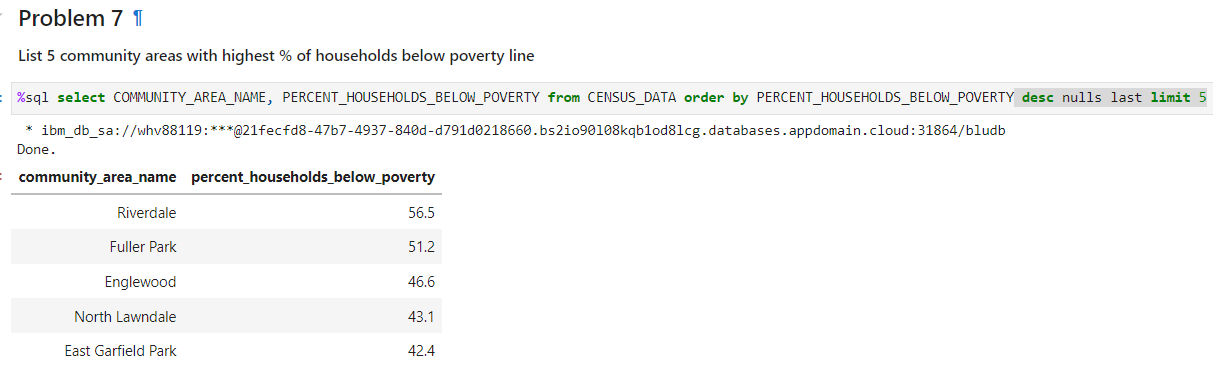 Problem 7 ¶
List 5 community areas with highest % of households below poverty line
%sql select COMMUNITY_AREA_NAME, PERCENT_HOUSEHOLDS_BELOW_POVERTY from CENSUS_DATA order by PERCENT_HOUSEHOLDS_BELOW_POVERTY desc nulls last limit 5
* ibm_db_sa://whv88119:***@21fecfd8-47b7-4937-840d-d791d0218660.bs2io90l08kqb1od8lcg.databases.appdomain.cloud:31864/bludb
Done.
community_area_name percent_households_below_poverty
Riverdale 56.5
Fuller Park 51.2
Englewood 46.6
North Lawndale 43.1
East Garfield Park 42.4